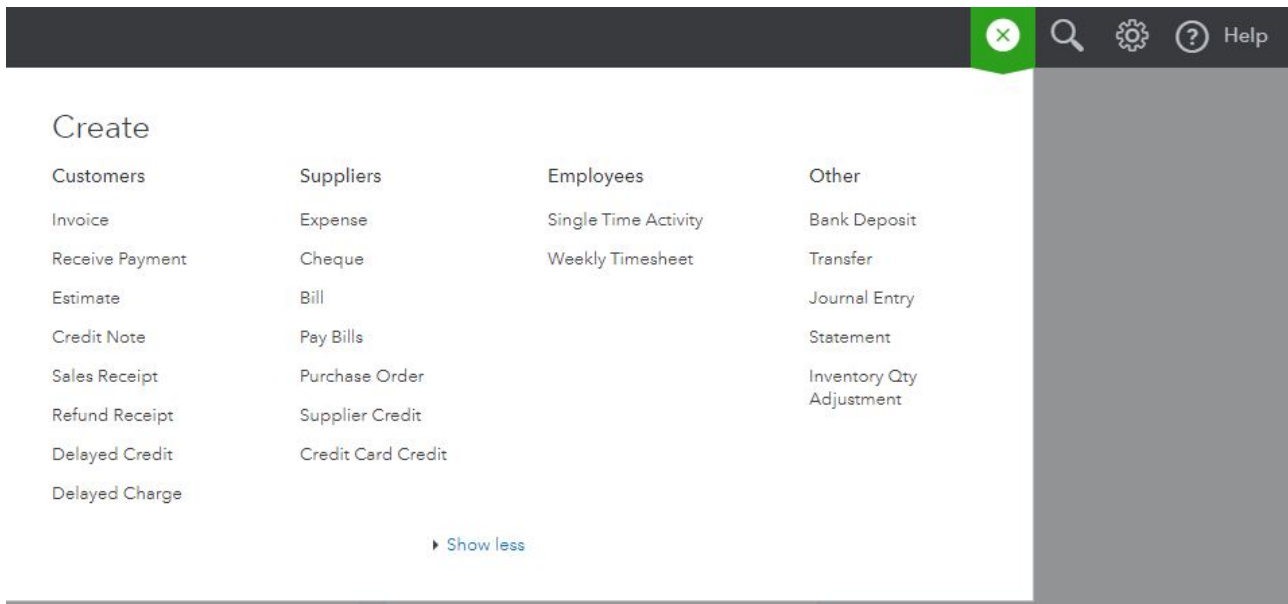 Help
Create
Customers
Suppliers
Employees
Other
Invoice
Expense
Single Time Activity
Bank Deposit
Receive Payment
Cheque
Weekly Timesheet
Transfer
Estimate
Bill
Journal Entry
Credit Note
Pay Bills
Statement
Sales Receipt
Purchase Order
Inventory Qty
Adjustment
Refund Receipt
Supplier Credit
Delayed Credit
Credit Card Credit
Delayed Charge
Show less